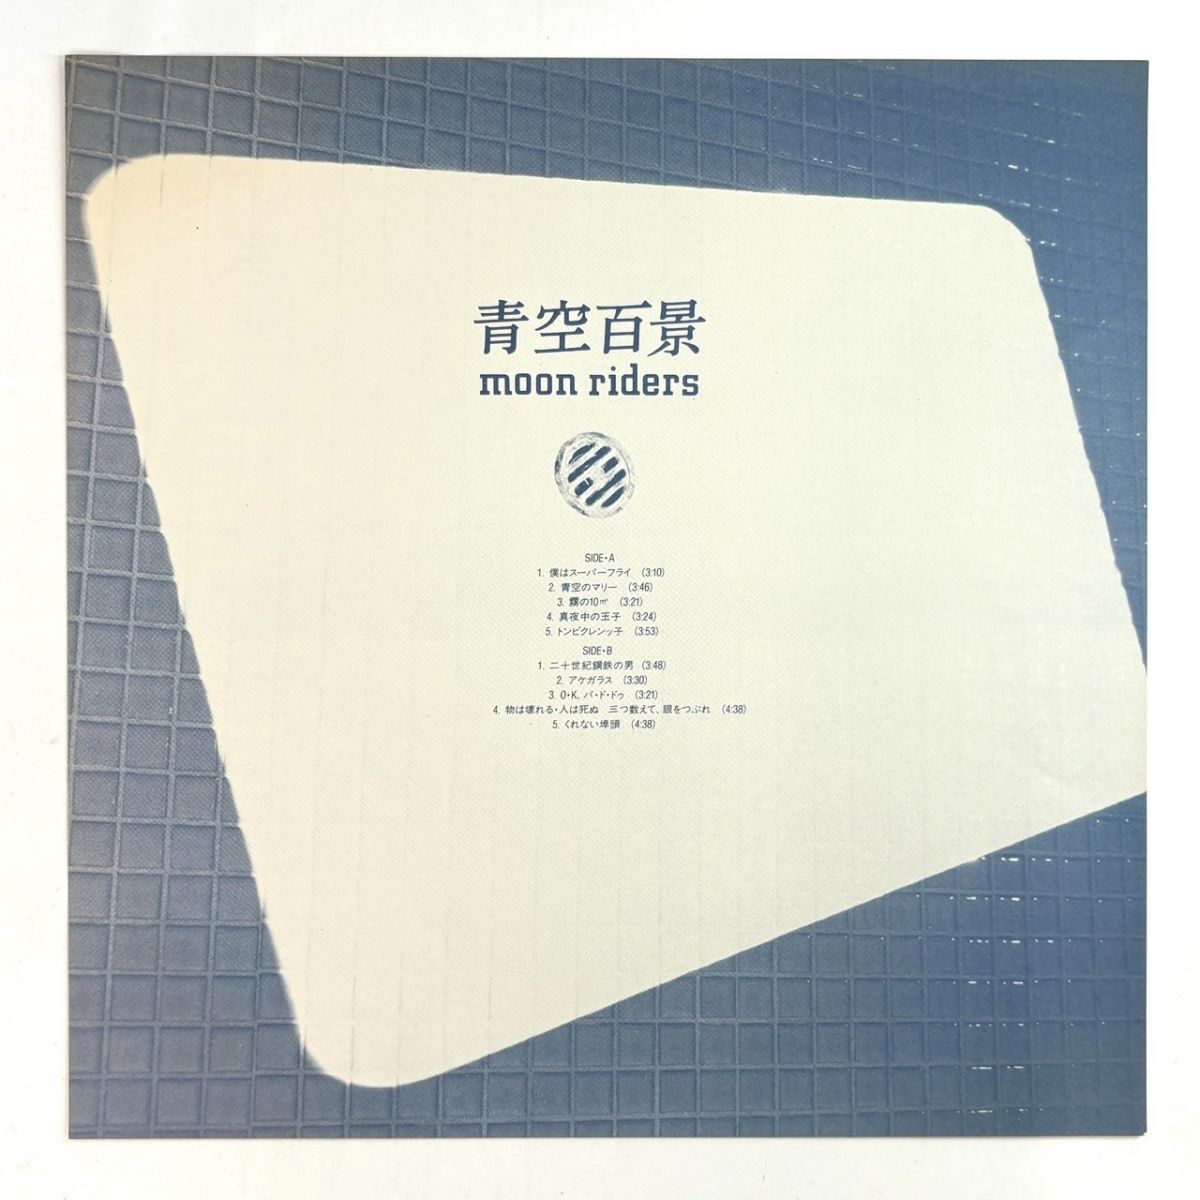 青空百景
moon riders
SIDE・A
1. 僕はスーパーフライ (3:10)
2. 青空のマリー (3:46)
3. 霧の10㎡ (3:21)
4. 真夜中の玉子 (3:24)
5. トンピクレンッ子 (3:53)
SIDE・B
1. 二十世紀鋼鉄の男 (3:48)
2. アケガラス (3:30)
3. O・K, パ・ド・ドゥ (3:21)
4. 物は壊れる・人は死ぬ 三つ数えて、眼をつぶれ (4:38)
5. くれない埠頭 (4:38)